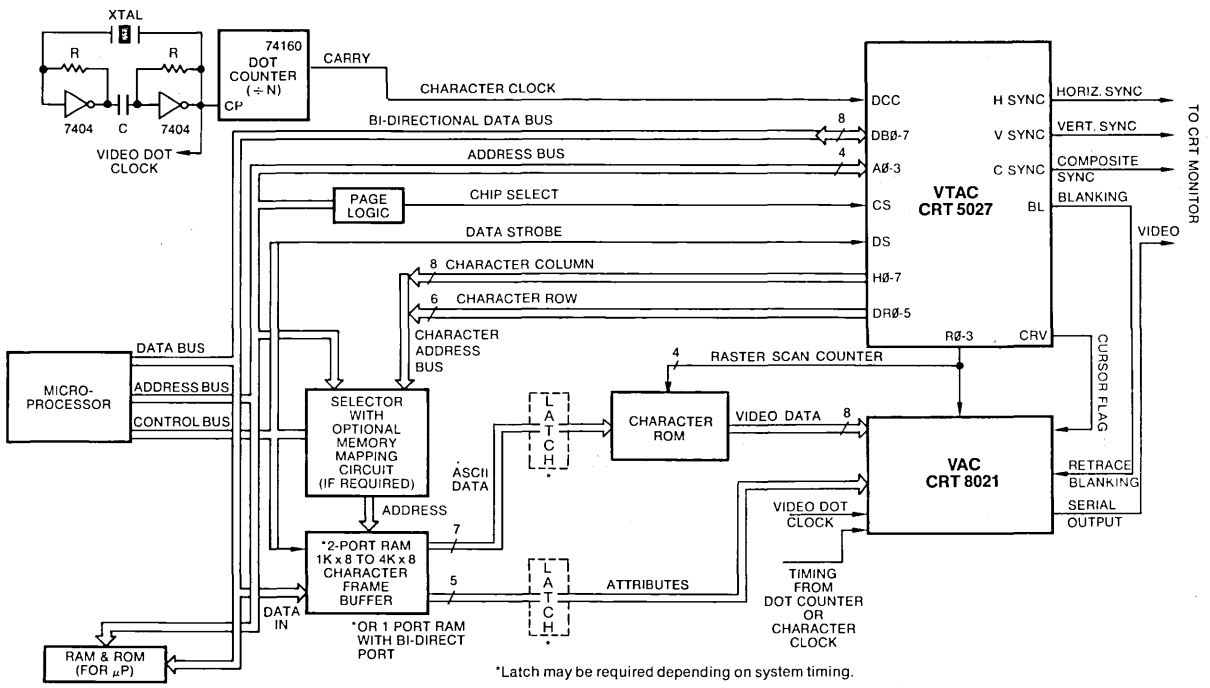 XTAL
R
R
7404
C
7404
VIDEO DOT
CLOCK
74160
DOT
COUNTER
(÷N)
CP
CARRY
CHARACTER CLOCK
BI-DIRECTIONAL DATA BUS
8
ADDRESS BUS
4
PAGE
LOGIC
CHIP SELECT
DATA STROBE
8 CHARACTER COLUMN
6 CHARACTER ROW
CHARACTER
ADDRESS
BUS
DCC
DBØ-7
AØ-3
CS
DS
HØ-7
DRØ-5
VTAC
CRT 5027
H SYNC
V SYNC
C SYNC
BL
RØ-3
CRV
HORIZ. SYNC
VERT. SYNC
COMPOSITE
SYNC
BLANKING
VIDEO
TO CRT MONITOR
CURSOR FLAG
MICRO-
PROCESSOR
DATA BUS
ADDRESS BUS
CONTROL BUS
SELECTOR
WITH
OPTIONAL
MEMORY
MAPPING
CIRCUIT
(IF REQUIRED)
ADDRESS
*2-PORT RAM
1K x 8 TO 4K x 8
CHARACTER
FRAME
BUFFER
*OR 1 PORT RAM
WITH BI-DIRECT
PORT
DATA
IN
RAM & ROM
(FOR µP)
7
ASCII
DATA
5
LATCH
*
LATCH
*
ATTRIBUTES
4
RASTER SCAN COUNTER
CHARACTER
ROM
VIDEO DATA
8
VAC
CRT 8021
RETRACE
BLANKING
SERIAL
OUTPUT
VIDEO DOT
CLOCK
TIMING
FROM
DOT COUNTER
OR
CHARACTER
CLOCK
*Latch may be required depending on system timing.